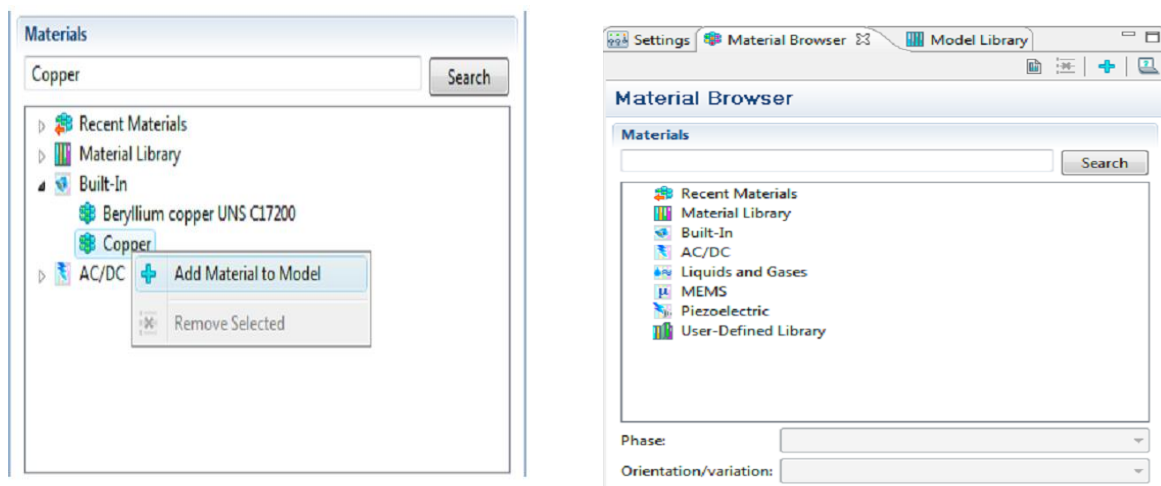 Materials
Copper
Search
Recent Materials
Material Library
Built-In
Beryllium copper UNS C17200
Copper
AC/DC
Add Material to Model
Remove Selected
Settings Material Browser Model Library
Material Browser
Materials
Search
Recent Materials
Material Library
Built-In
AC/DC
Liquids and Gases
MEMS
Piezoelectric
User-Defined Library
Phase:
Orientation/variation: